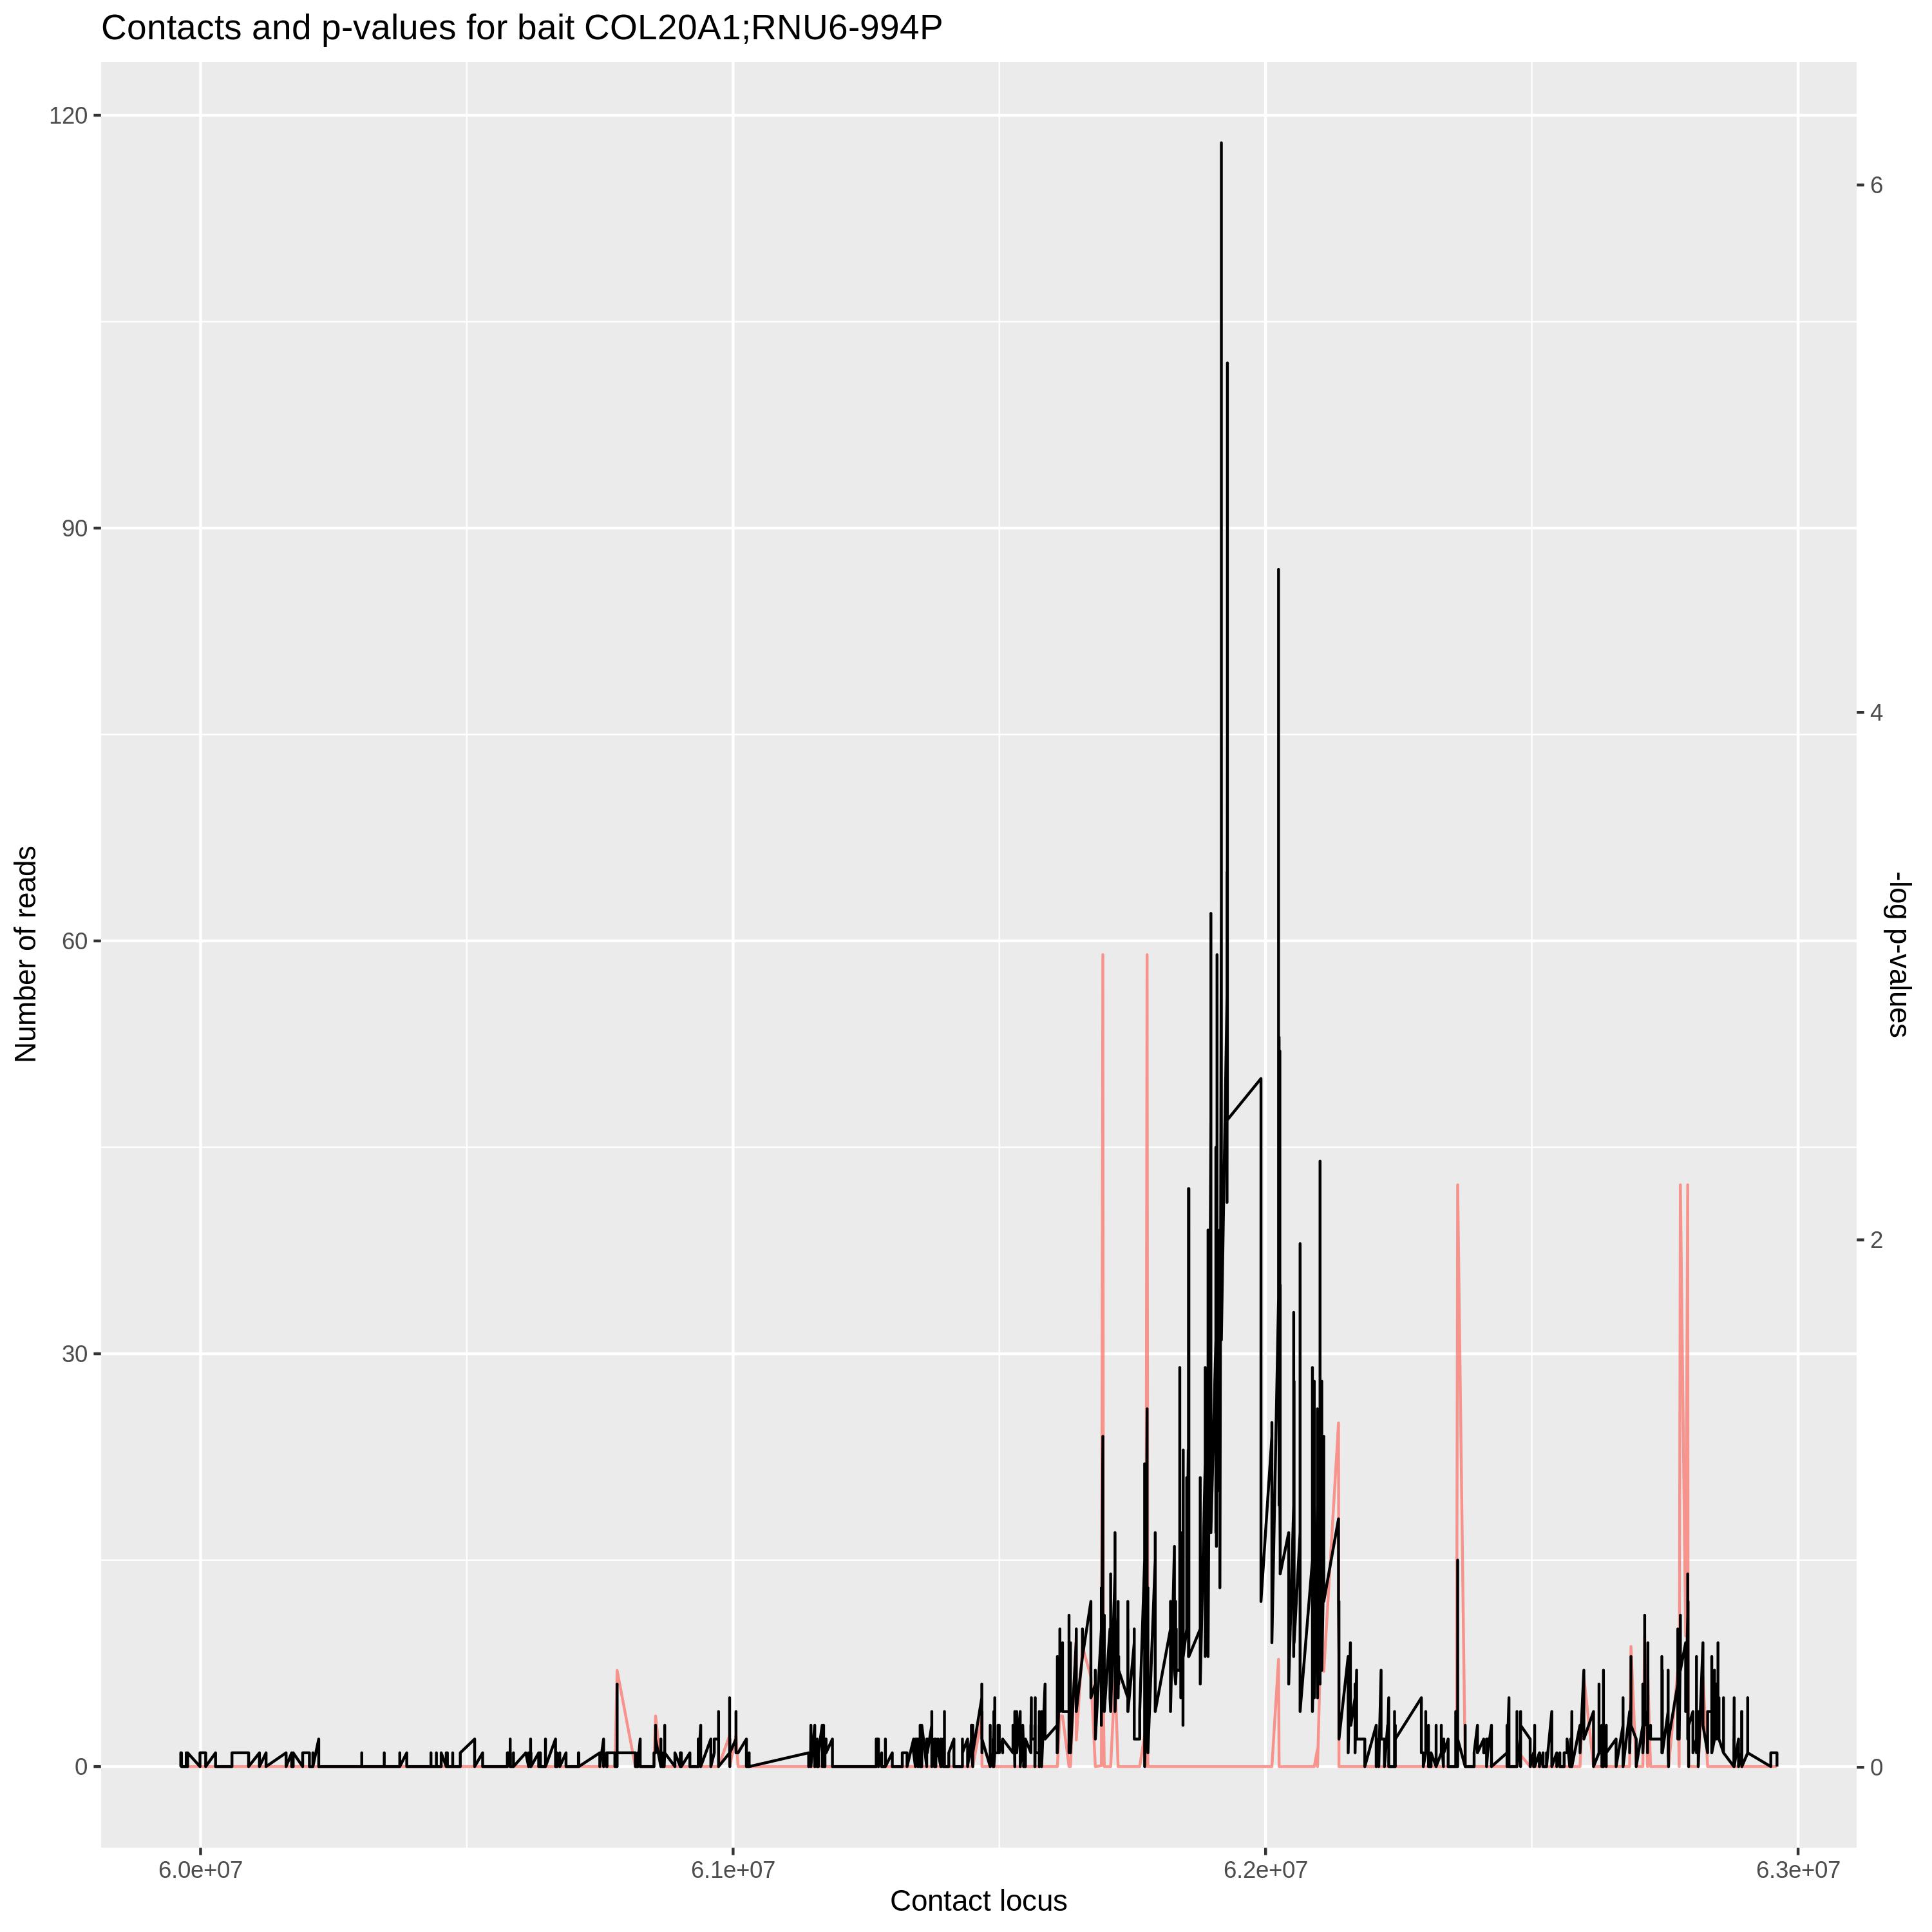 Contacts and p-values for bait COL20A1;RNU6-994P
120
90
60
30
0
Number of reads
6
4
2
0
-log p-values
6.0e+07
6.1e+07
6.2e+07
6.3e+07
Contact locus